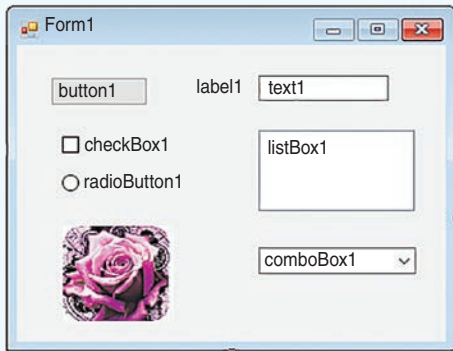 Form1
button1
label1
text1
checkBox1
listBox1
radioButton1
comboBox1